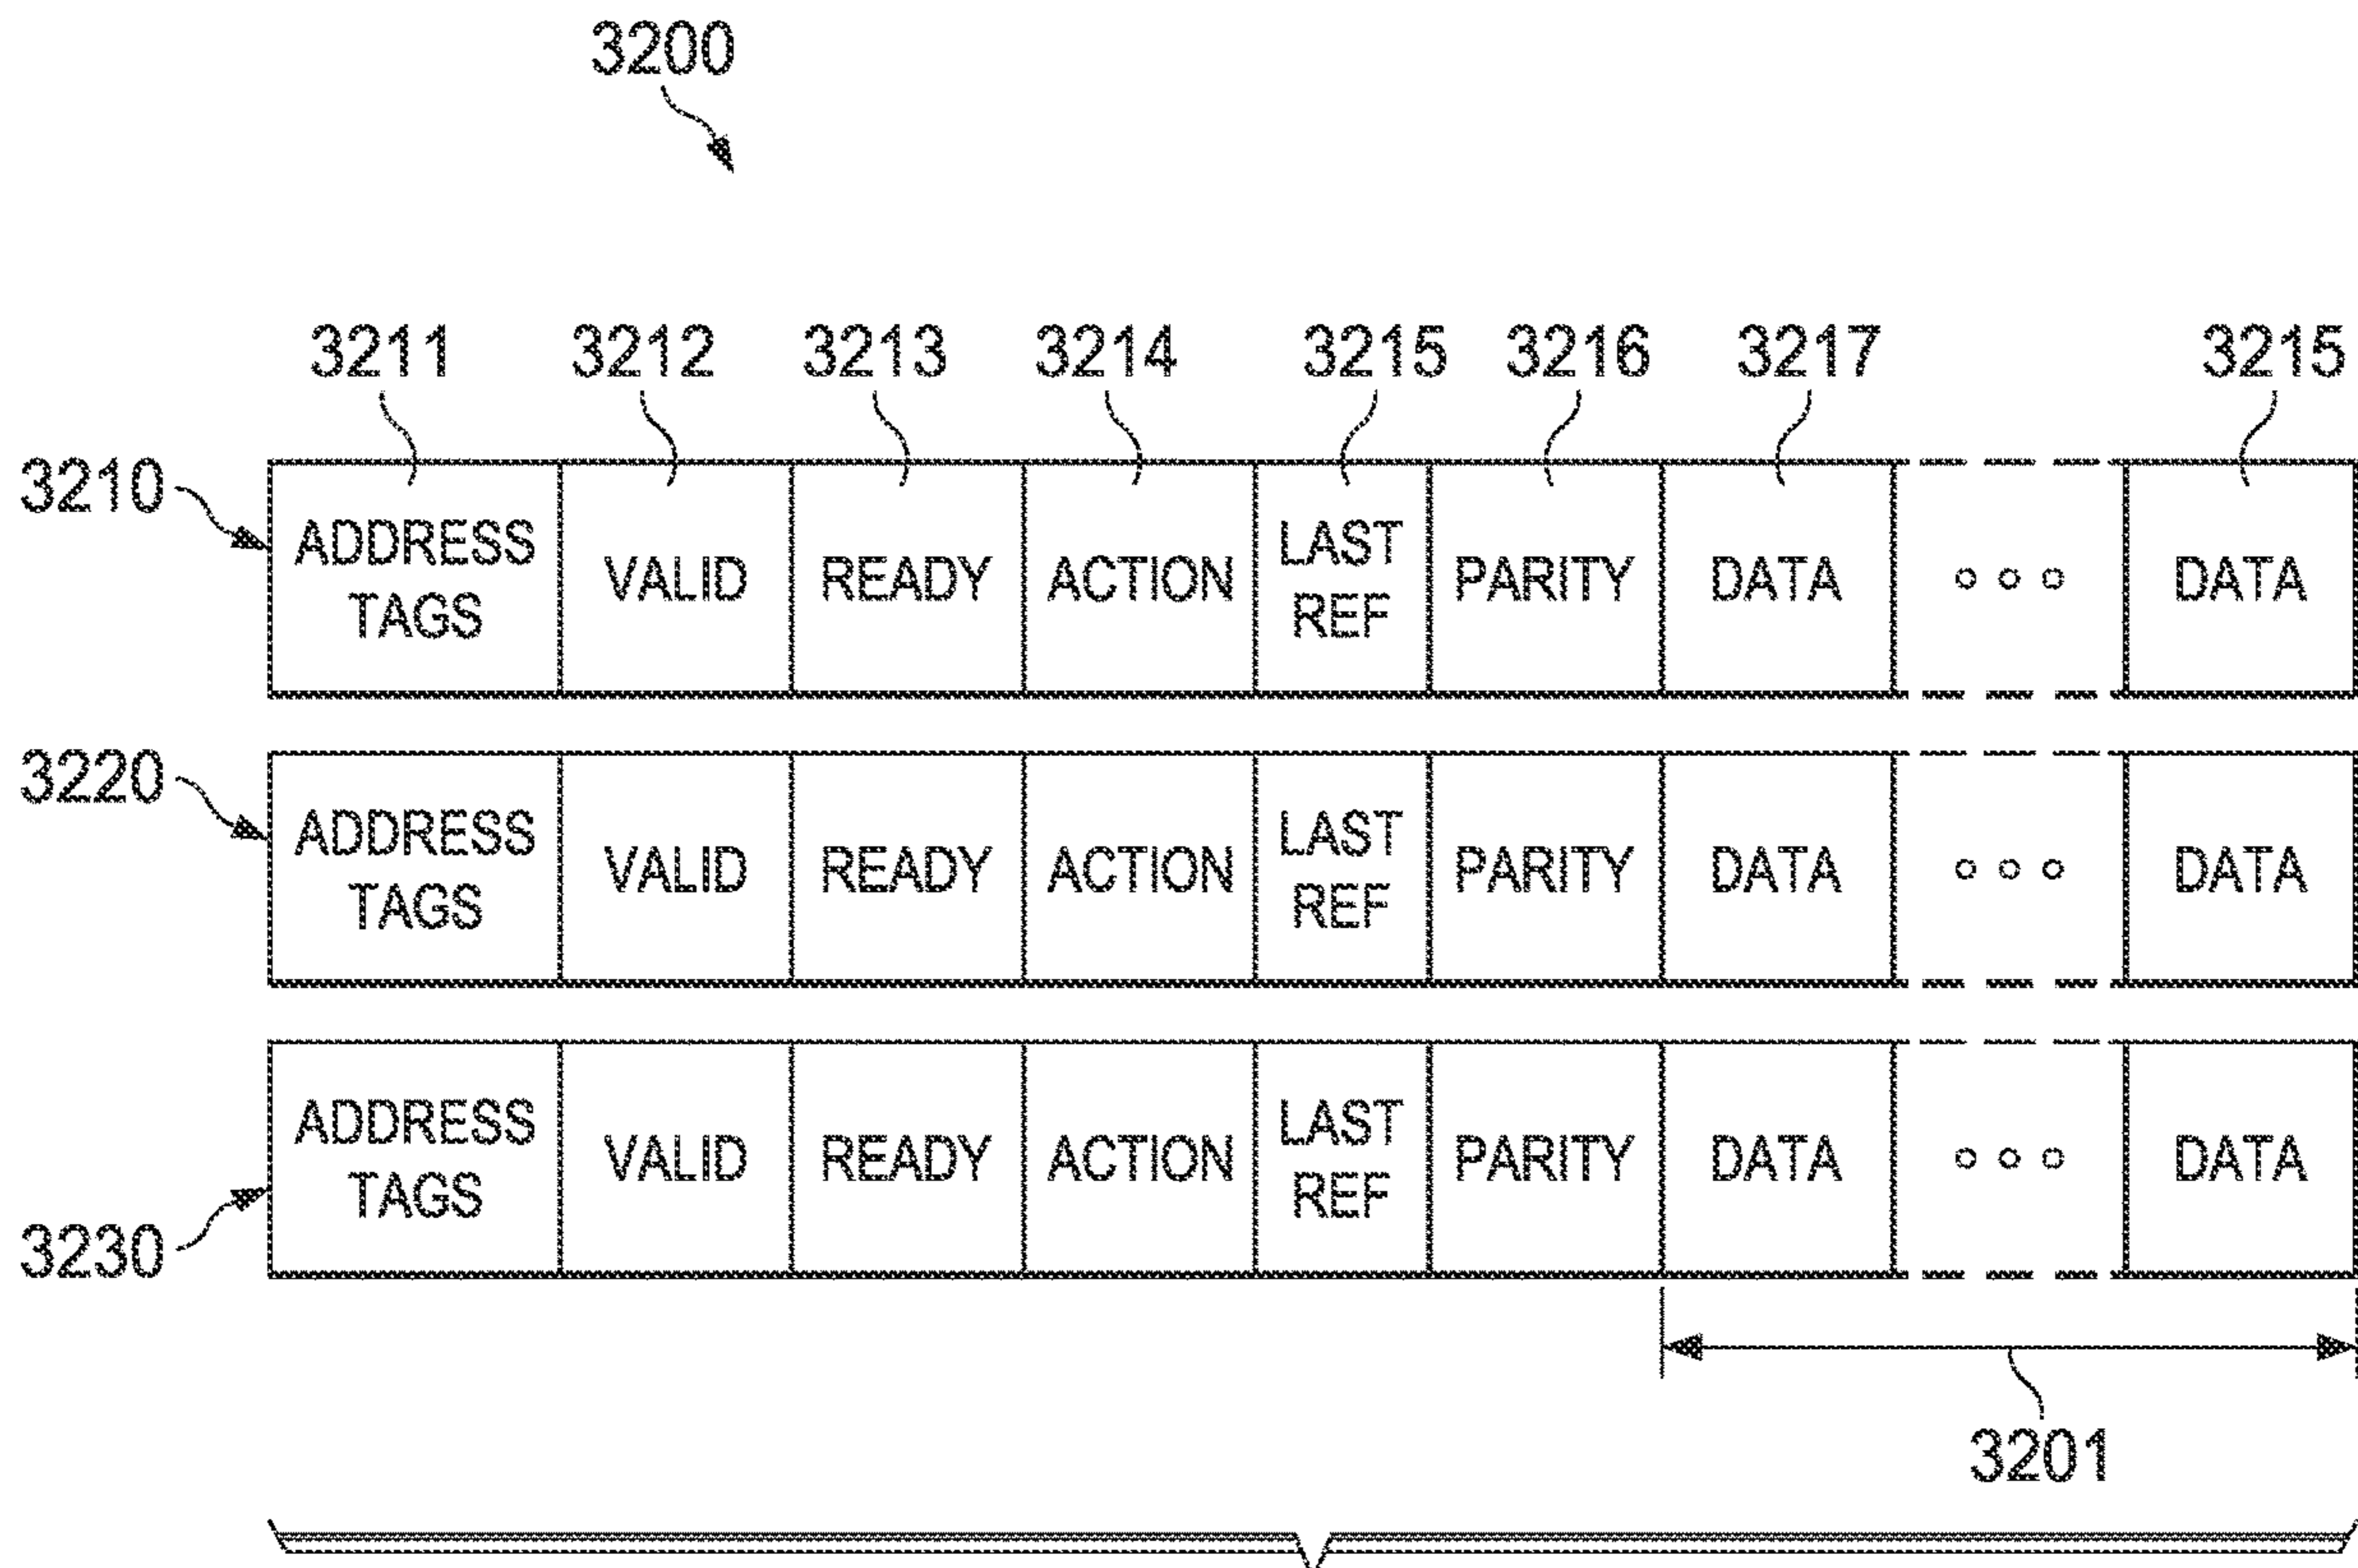 3200
3211 3212 3213 3214 3215 3216 3217 3215
3210
ADDRESS TAGS VALID READY ACTION LAST REF PARITY DATA DATA
3220
ADDRESS TAGS VALID READY ACTION LAST REF PARITY DATA DATA
ADDRESS TAGS VALID READY ACTION LAST REF PARITY DATA DATA
3230
3201